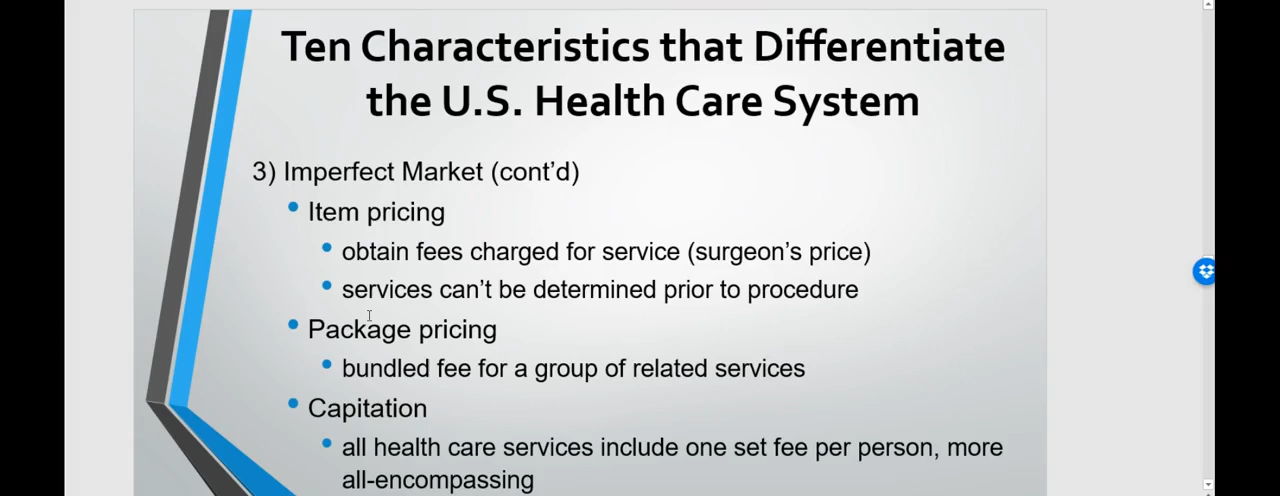 Ten Characteristics that Differentiate
the U.S. Health Care System
3) Imperfect Market (cont’d)
• Item pricing
• obtain fees charged for service (surgeon’s price)
• services can’t be determined prior to procedure
• Package pricing
• bundled fee for a group of related services
• Capitation
• all health care services include one set fee per person, more
all-encompassing